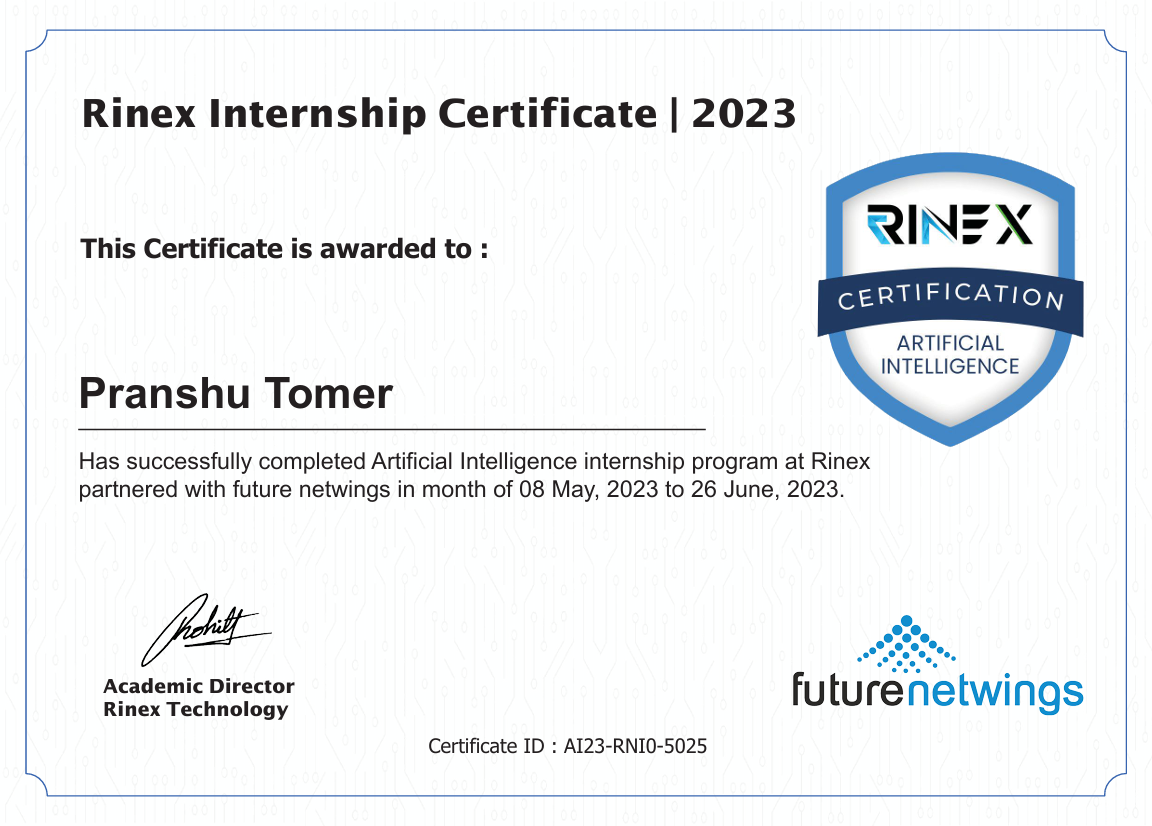 Rinex Internship Certificate | 2023
This Certificate is awarded to :
RINEX
CERTIFICATION
ARTIFICIAL
INTELLIGENCE
Pranshu Tomer
Has successfully completed Artificial Intelligence internship program at Rinex
partnered with future netwings in month of 08 May, 2023 to 26 June, 2023.
Academic Director
Rinex Technology
futurenetwings
Certificate ID : AI23-RNI0-5025